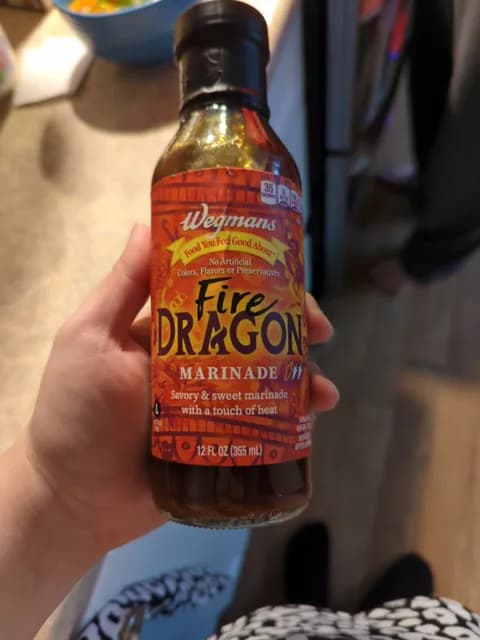 35
Wegmans
Food You Feel Good About
No Artificial
Colors, Flavors or Preservatives
Fire
DRAGON
MARINADE
Savory & sweet marinade
with a touch of heat
12 FL OZ (355 mL)